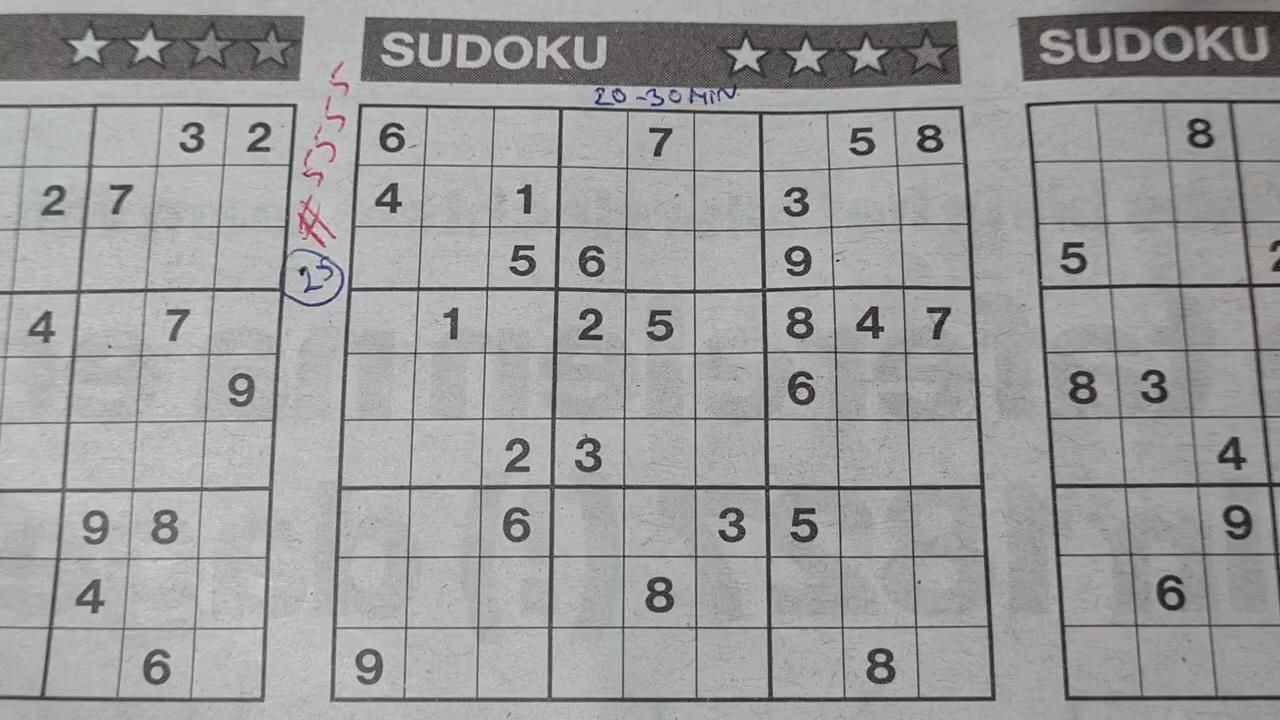 SUDOKU
SUDOKU
20-30 MIN.
# 5555
25
3 2
2 7
4 7
9
9 8
4
6
6 7 5 8
4 1 3
5 6 9
1 2 5 8 4 7
6
2 3
6 3 5
8
9 8
8
5 2
8 3
4
9
6